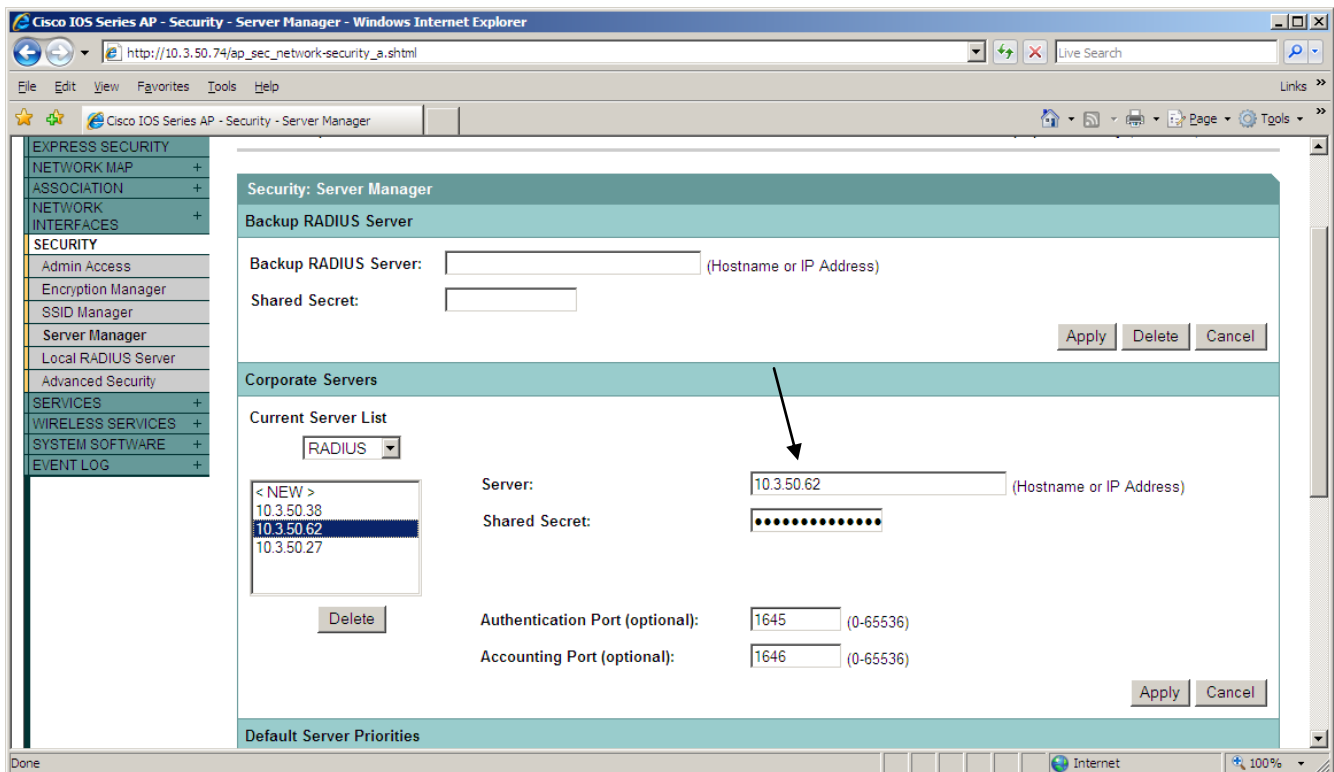 Cisco IOS Series AP - Security - Server Manager - Windows Internet Explorer
http://10.3.50.74/ap_sec_network-security_a.shtml
Live Search
File Edit View Favorites Tools Help
Links »
Cisco IOS Series AP - Security - Server Manager
Page Tools »
EXPRESS SECURITY
NETWORK MAP +
ASSOCIATION +
NETWORK INTERFACES +
SECURITY
Admin Access
Encryption Manager
SSID Manager
Server Manager
Local RADIUS Server
Advanced Security
SERVICES +
WIRELESS SERVICES +
SYSTEM SOFTWARE +
EVENT LOG +
Security: Server Manager
Backup RADIUS Server
Backup RADIUS Server: (Hostname or IP Address)
Shared Secret:
Apply Delete Cancel
Corporate Servers
Current Server List
RADIUS
< NEW >
10.3.50.38
10.3.50.62
10.3.50.27
Delete
Server: 10.3.50.62 (Hostname or IP Address)
Shared Secret: ●●●●●●●●●●●●●●
Authentication Port (optional): 1645 (0-65536)
Accounting Port (optional): 1646 (0-65536)
Apply Cancel
Default Server Priorities
Done
Internet
100%